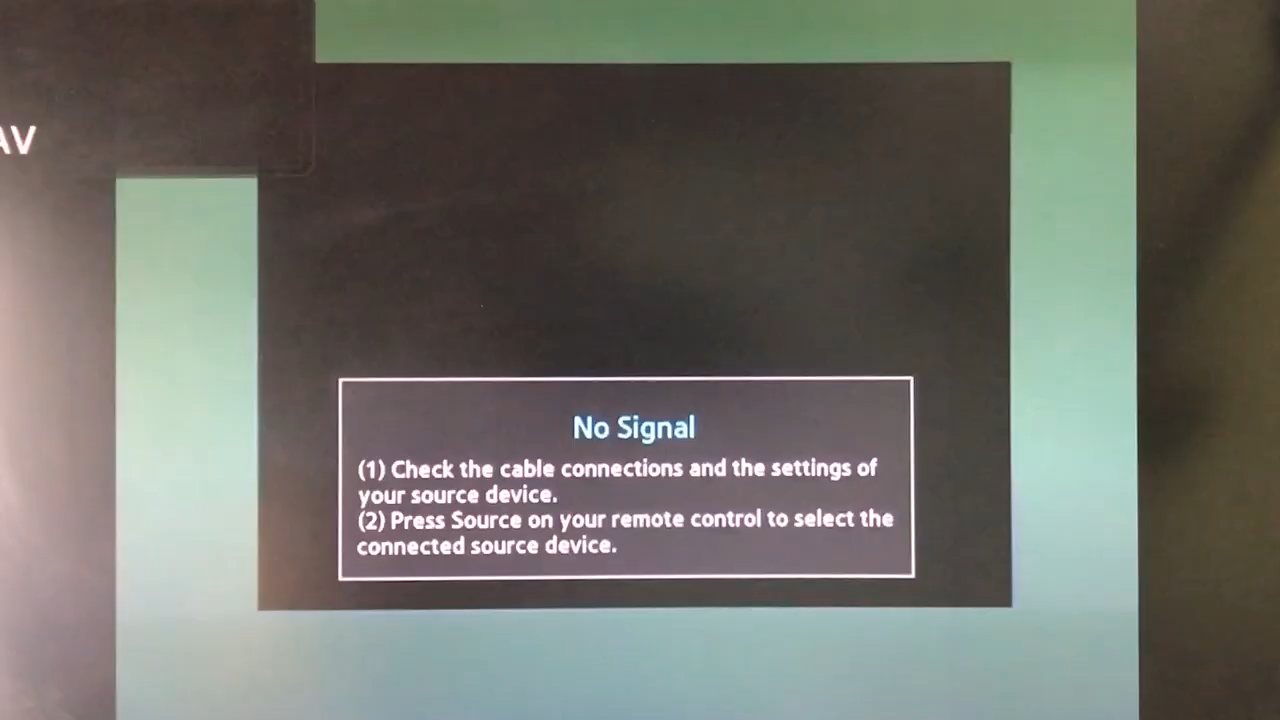 AV
No Signal
(1) Check the cable connections and the settings of
your source device.
(2) Press Source on your remote control to select the
connected source device.